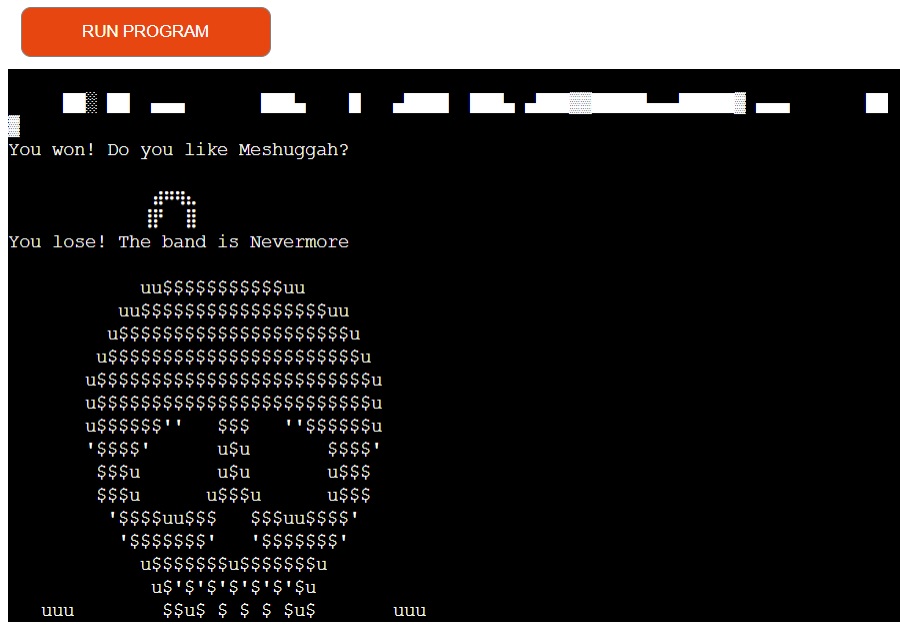 RUN PROGRAM
You won! Do you like Meshuggah?
You lose! The band is Nevermore
uu$$$$$$$$$$$uu
uu$$$$$$$$$$$$$$$$$uu
u$$$$$$$$$$$$$$$$$$$$$u
u$$$$$$$$$$$$$$$$$$$$$$$u
u$$$$$$$$$$$$$$$$$$$$$$$$$u
u$$$$$$$$$$$$$$$$$$$$$$$$$u
u$$$$$$''   $$$   ''$$$$$$u
'$$$$'      u$u       $$$$'
$$$u       u$u       u$$$
$$$u      u$$$u      u$$$
'$$$$uu$$$   $$$uu$$$$'
'$$$$$$$'   '$$$$$$$'
u$$$$$$$u$$$$$$$u
u$'$'$'$'$'$'$u
uuu        $$u$ $ $ $ $u$       uuu